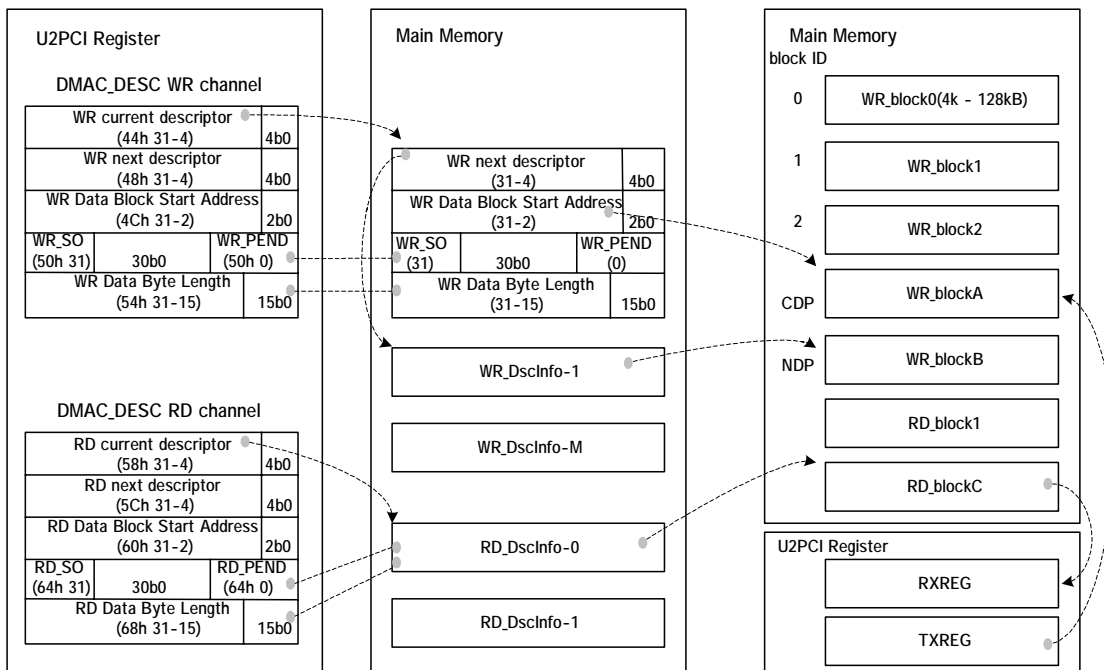 U2PCI Register
DMAC_DESC WR channel
WR current descriptor
(44h 31-4) 4b0
WR next descriptor
(48h 31-4) 4b0
WR Data Block Start Address
(4Ch 31-2) 2b0
WR_SO WR_PEND
(50h 31) 30b0 (50h 0)
WR Data Byte Length
(54h 31-15) 15b0
DMAC_DESC RD channel
RD current descriptor
(58h 31-4) 4b0
RD next descriptor
(5Ch 31-4) 4b0
RD Data Block Start Address
(60h 31-2) 2b0
RD_SO RD_PEND
(64h 31) 30b0 (64h 0)
RD Data Byte Length
(68h 31-15) 15b0
Main Memory
WR next descriptor
(31-4) 4b0
WR Data Block Start Address
(31-2) 2b0
WR_SO WR_PEND
(31) 30b0 (0)
WR Data Byte Length
(31-15) 15b0
WR_DscInfo-1
WR_DscInfo-M
RD_DscInfo-0
RD_DscInfo-1
Main Memory
block ID
0 WR_block0(4k - 128kB)
1 WR_block1
2 WR_block2
CDP WR_blockA
NDP WR_blockB
RD_block1
RD_blockC
U2PCI Register
RXREG
TXREG